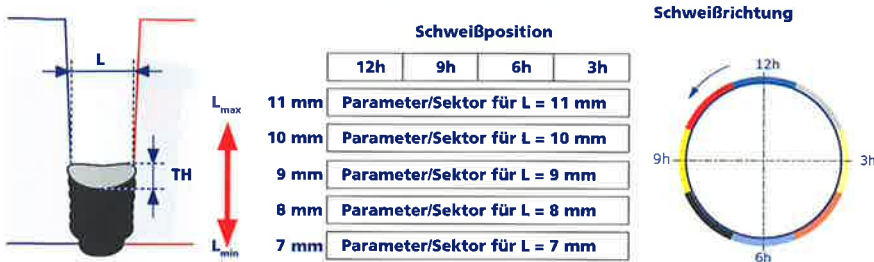 Schweißrichtung
Schweißposition
12h 9h 6h 3h
L
L max
L min
TH
11 mm Parameter/Sektor für L = 11 mm
10 mm Parameter/Sektor für L = 10 mm
9 mm Parameter/Sektor für L = 9 mm
8 mm Parameter/Sektor für L = 8 mm
7 mm Parameter/Sektor für L = 7 mm
12h
9h
3h
6h